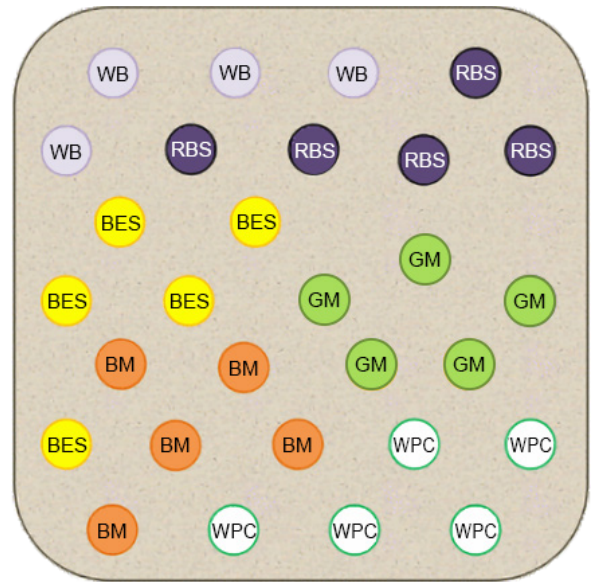 WB WB WB RBS
WB RBS RBS RBS RBS
BES BES
GM
BES BES GM GM
BM BM GM GM
BES BM BM WPC WPC
BM WPC WPC WPC